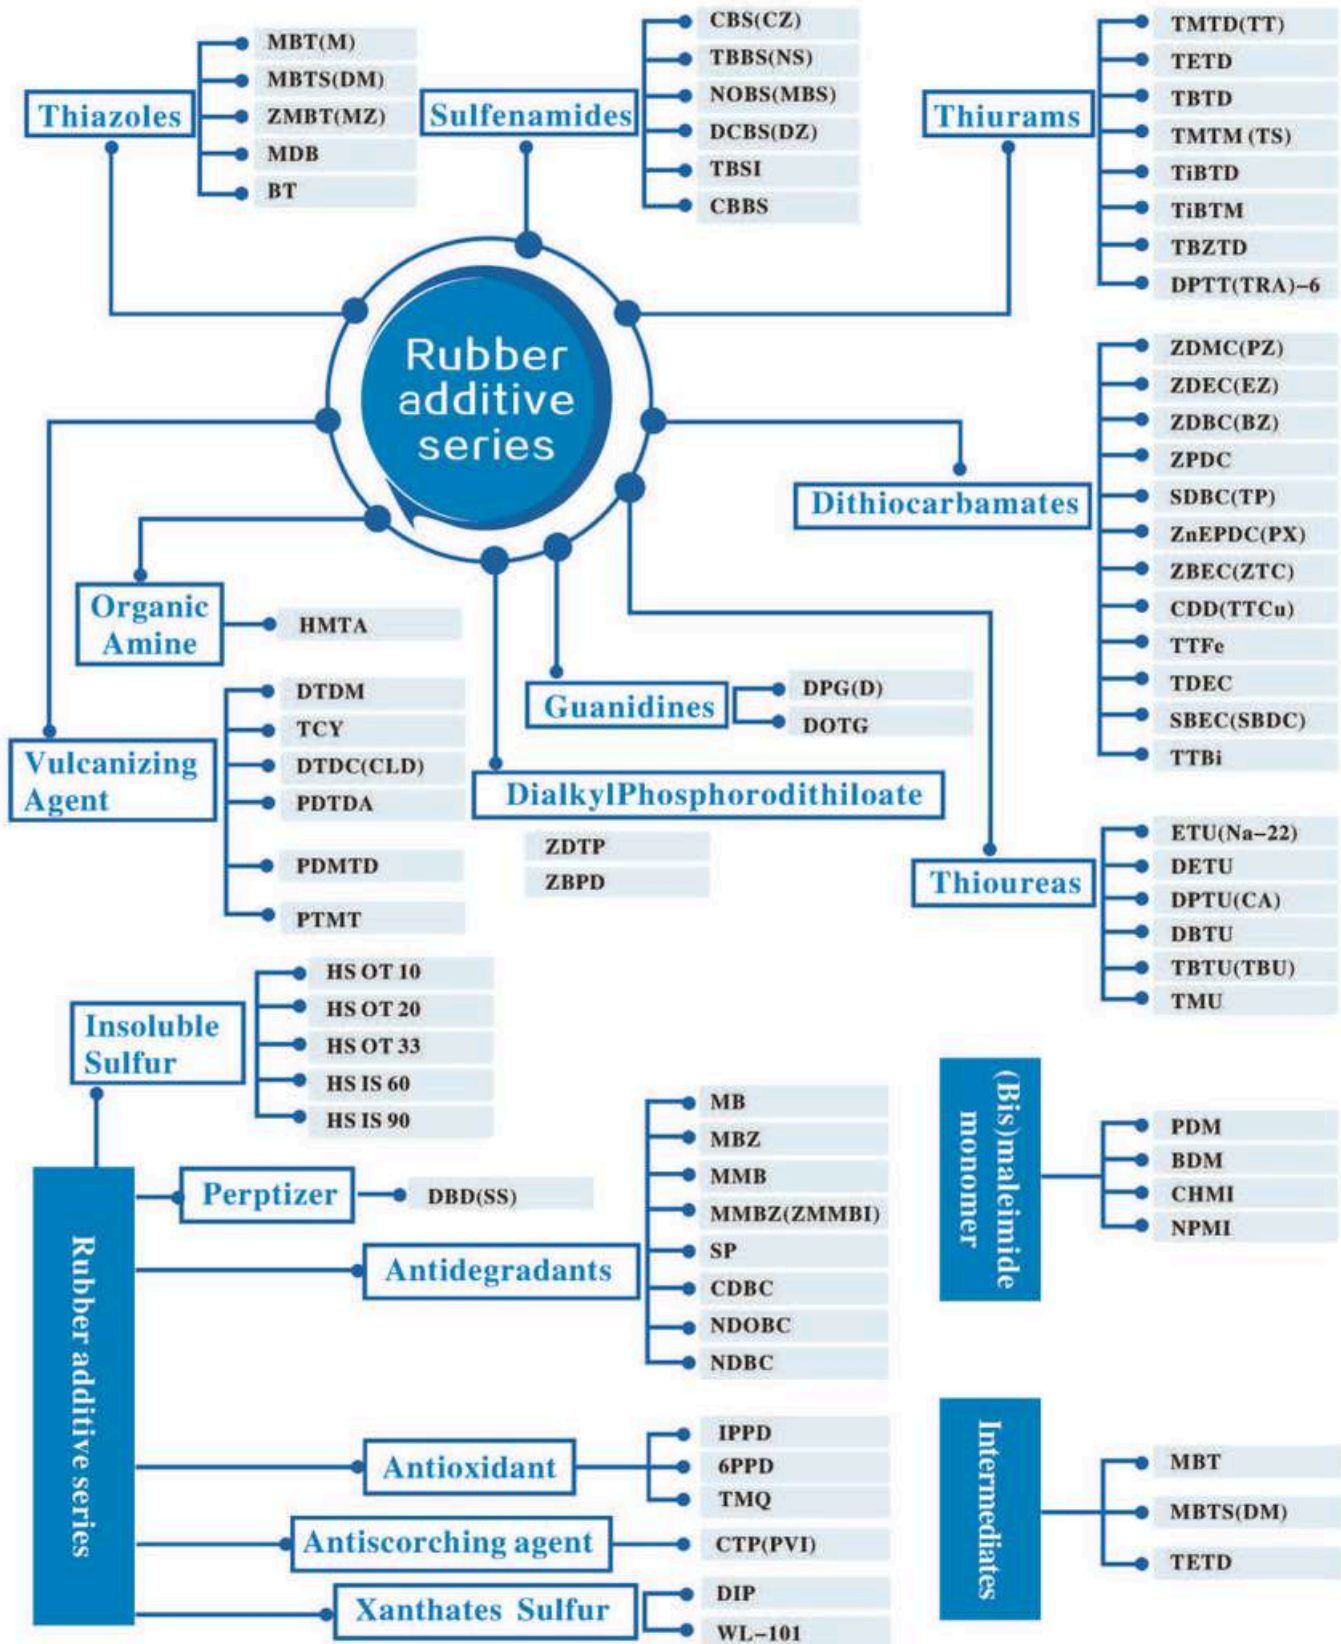 Thiazoles
MBT(M)
MBTS(DM)
ZMBT(MZ)
MDB
BT
Sulfenamides
CBS(CZ)
TBBS(NS)
NOBS(MBS)
DCBS(DZ)
TBSI
CBBS
Thiurams
TMTD(TT)
TETD
TBTD
TMTM (TS)
TiBTD
TiBTM
TBZTD
DPTT(TRA)-6
Rubber
additive
series
Dithiocarbamates
ZDMC(PZ)
ZDEC(EZ)
ZDBC(BZ)
ZPDC
SDBC(TP)
ZnEPDC(PX)
ZBEC(ZTC)
CDD(TTCu)
TTFe
TDEC
SBEC(SBDC)
TTBi
Organic
Amine
HMTA
Vulcanizing
Agent
DTDM
TCY
DTDC(CLD)
PDTDA
PDMTD
PTMT
Guanidines
DPG(D)
DOTG
DialkylPhosphorodithiloate
ZDTP
ZBPD
Thioureas
ETU(Na-22)
DETU
DPTU(CA)
DBTU
TBTU(TBU)
TMU
Insoluble
Sulfur
HS OT 10
HS OT 20
HS OT 33
HS IS 60
HS IS 90
Rubber additive series
Perptizer
DBD(SS)
Antidegradants
MB
MBZ
MMB
MMBZ(ZMMBI)
SP
CDBC
NDOBC
NDBC
Antioxidant
IPPD
6PPD
TMQ
Antiscorching agent
CTP(PVI)
Xanthates Sulfur
DIP
WL-101
(Bis)maleimide
monomer
PDM
BDM
CHMI
NPMI
Intermediates
MBT
MBTS(DM)
TETD